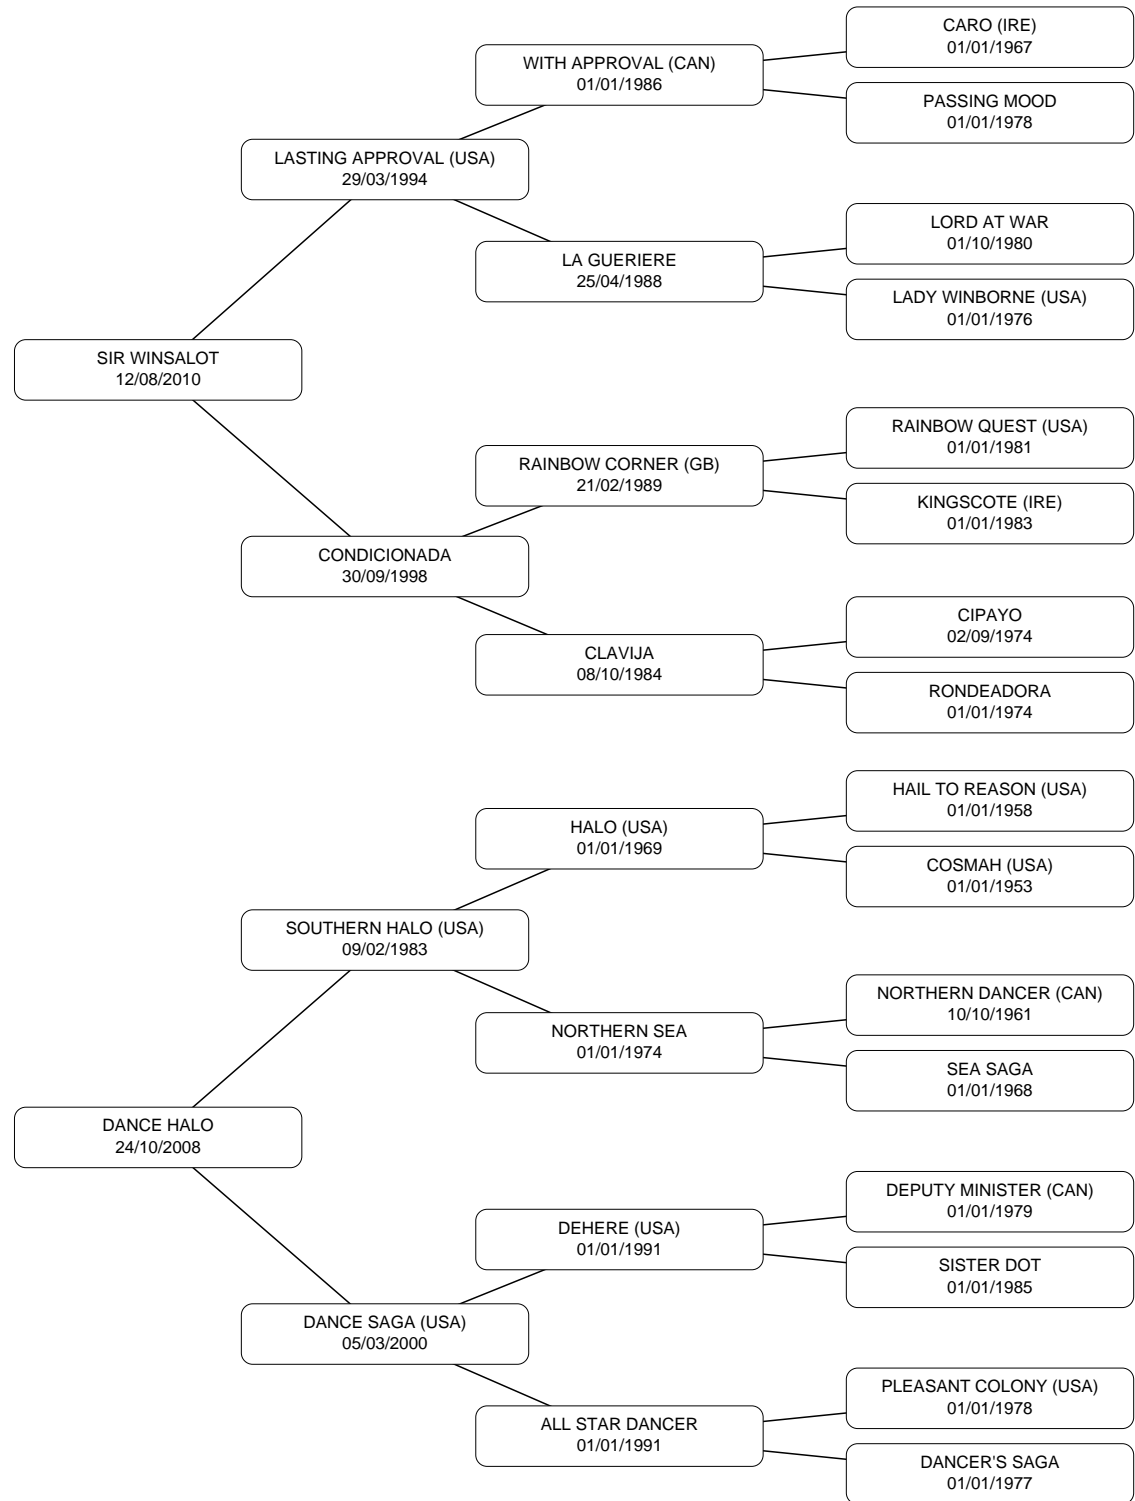 CARO (IRE)
01/01/1967
WITH APPROVAL (CAN)
01/01/1986
PASSING MOOD
01/01/1978
LASTING APPROVAL (USA)
29/03/1994
LORD AT WAR
01/10/1980
LA GUERIERE
25/04/1988
LADY WINBORNE (USA)
01/01/1976
SIR WINSALOT
12/08/2010
RAINBOW QUEST (USA)
01/01/1981
RAINBOW CORNER (GB)
21/02/1989
KINGSCOTE (IRE)
01/01/1983
CONDICIONADA
30/09/1998
CIPAYO
02/09/1974
CLAVIJA
08/10/1984
RONDEADORA
01/01/1974
HAIL TO REASON (USA)
01/01/1958
HALO (USA)
01/01/1969
COSMAH (USA)
01/01/1953
SOUTHERN HALO (USA)
09/02/1983
NORTHERN DANCER (CAN)
10/10/1961
NORTHERN SEA
01/01/1974
SEA SAGA
01/01/1968
DANCE HALO
24/10/2008
DEPUTY MINISTER (CAN)
01/01/1979
DEHERE (USA)
01/01/1991
SISTER DOT
01/01/1985
DANCE SAGA (USA)
05/03/2000
PLEASANT COLONY (USA)
01/01/1978
ALL STAR DANCER
01/01/1991
DANCER'S SAGA
01/01/1977